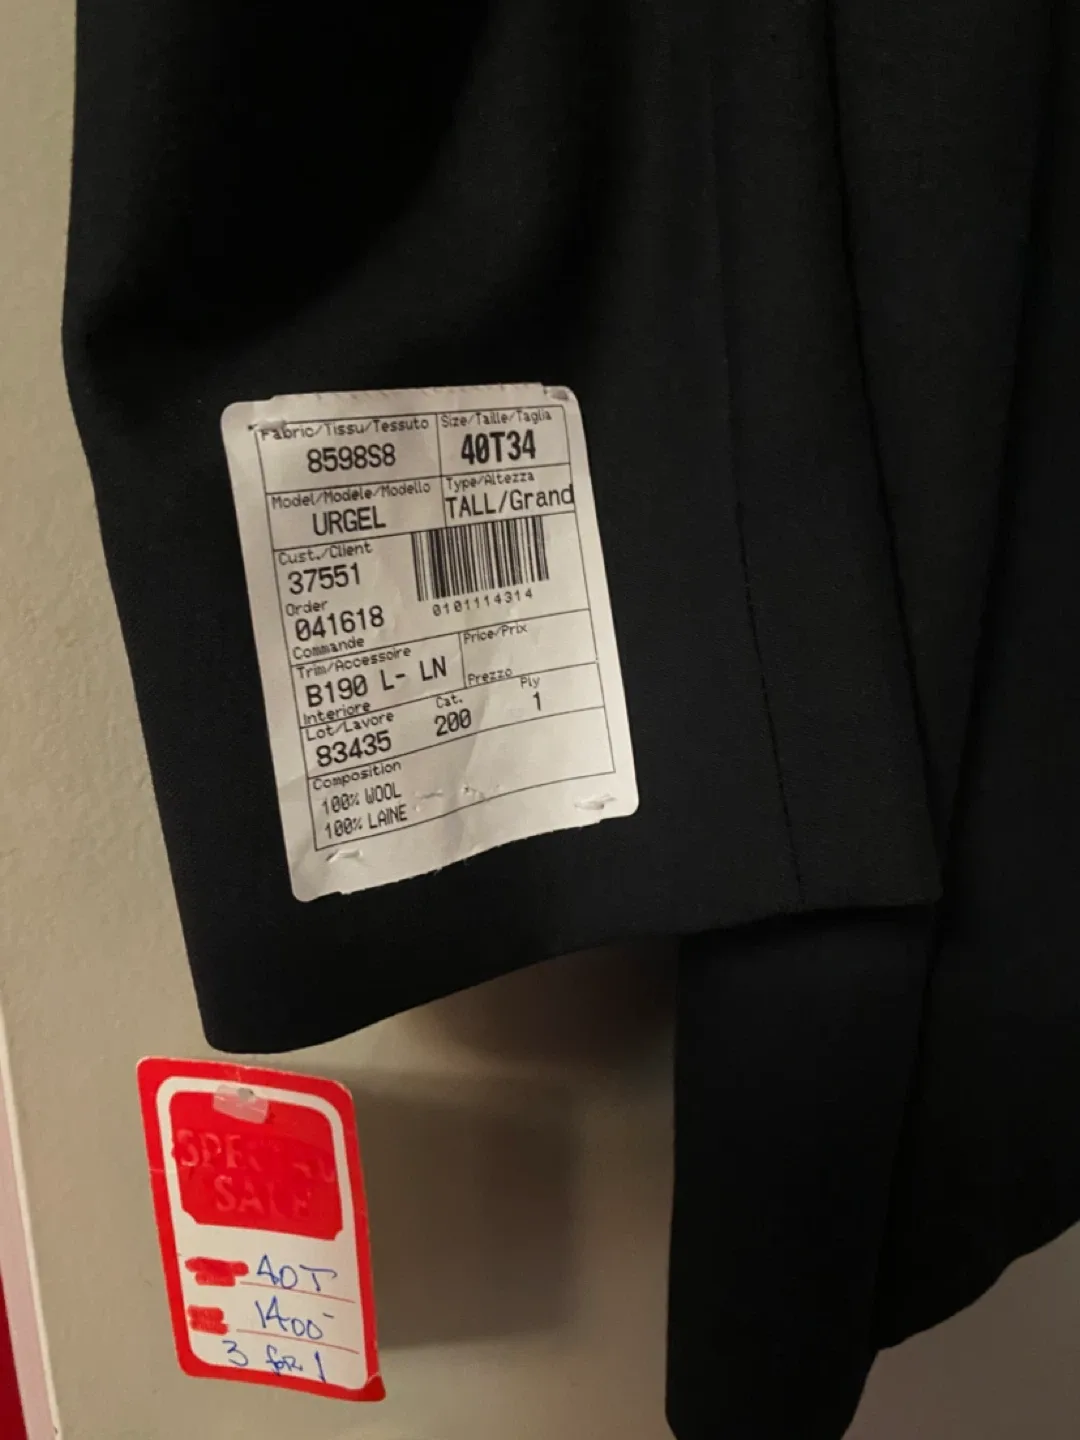 Fabric/Tissu/Tessuto
8598S8
Size/Taille/Taglia
40T34
Model/Modele/Modello
URGEL
Type/Altezza
TALL/Grand
Cust./Client
37551
0101114314
Order
041618
Commande
Price/Prix
Prezzo
Trim/Accessoire
B190 L- LN
Interiore
Lot/Lavore
83435
Cat.
200
Ply
1
Composition
100% WOOL
100% LAINE
SPECIAL
SALE
40T
1400-
3 for 1